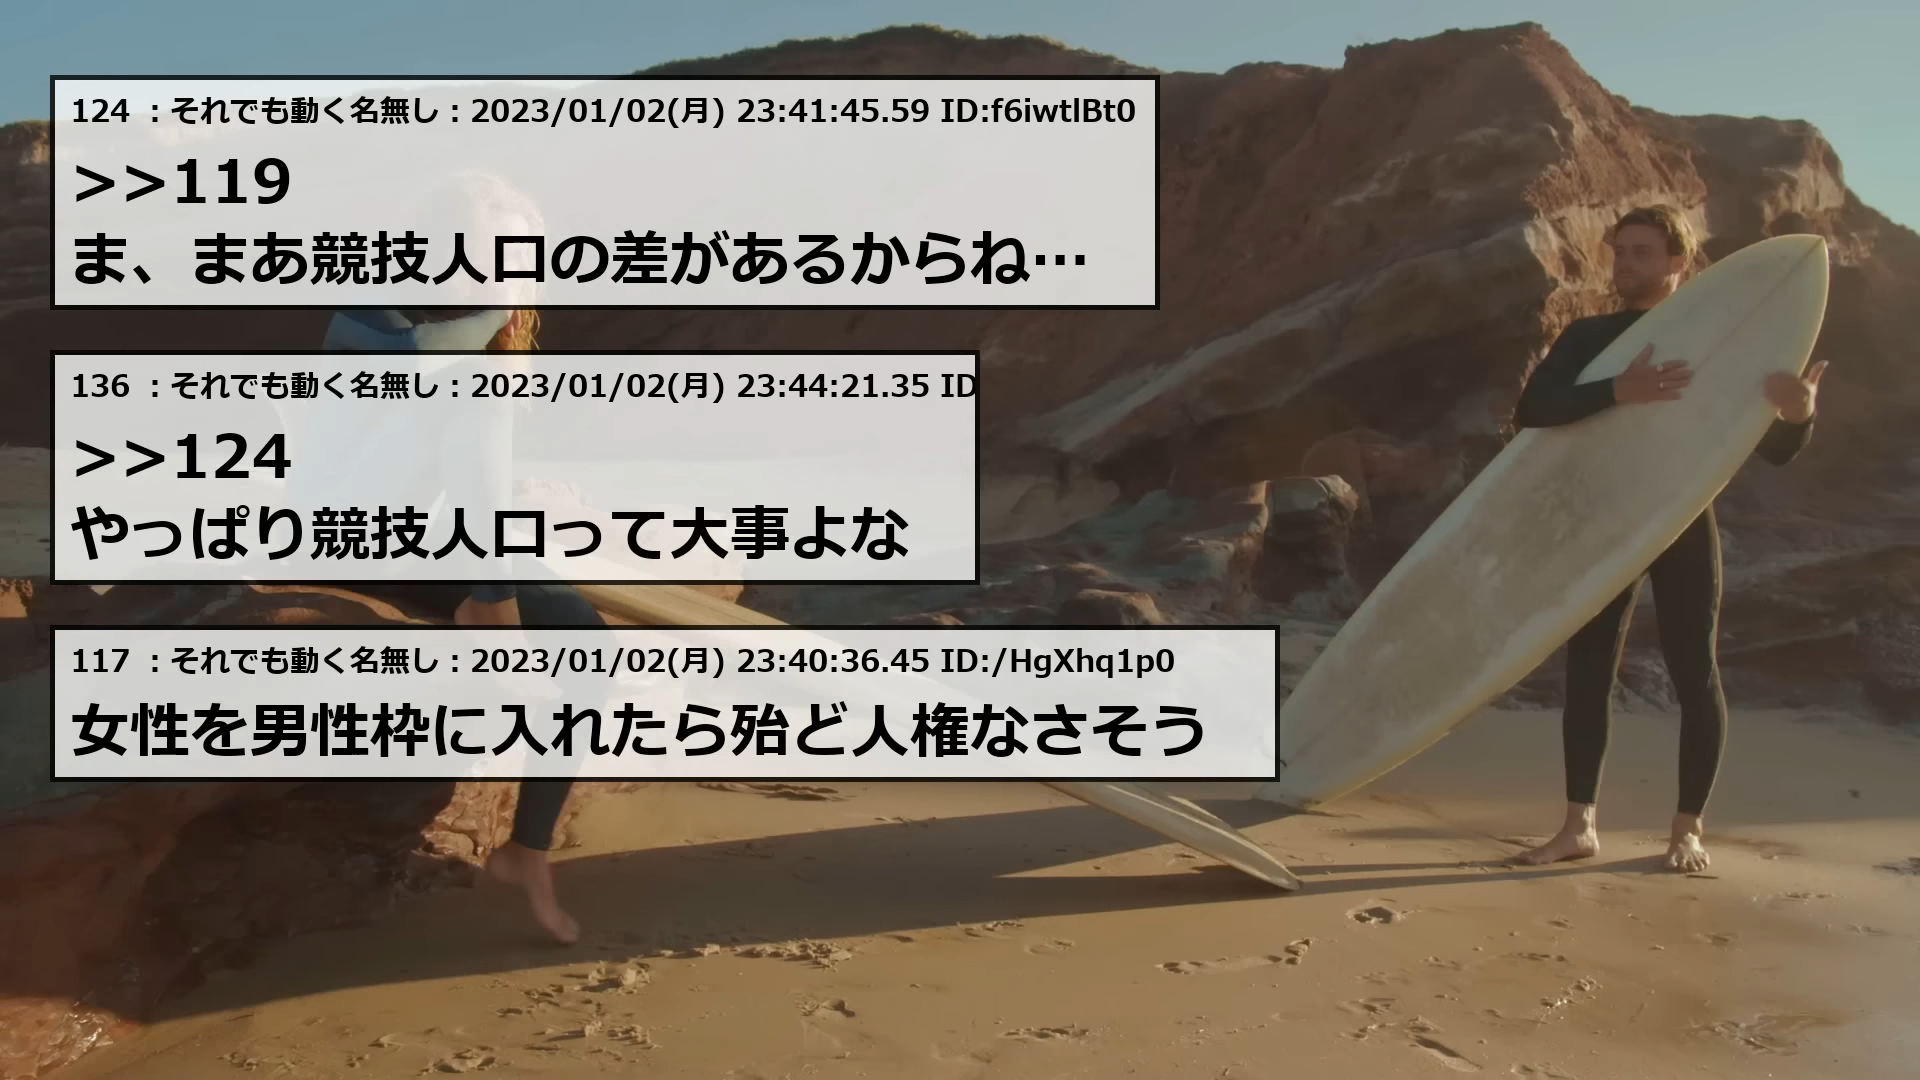 124 ：それでも動く名無し：2023/01/02(月) 23:41:45.59 ID:f6iwtlBt0
>>119
ま、まあ競技人口の差があるからね…
136 ：それでも動く名無し：2023/01/02(月) 23:44:21.35 ID
>>124
やっぱり競技人口って大事よな
117 ：それでも動く名無し：2023/01/02(月) 23:40:36.45 ID:/HgXhq1p0
女性を男性枠に入れたら殆ど人権なさそう